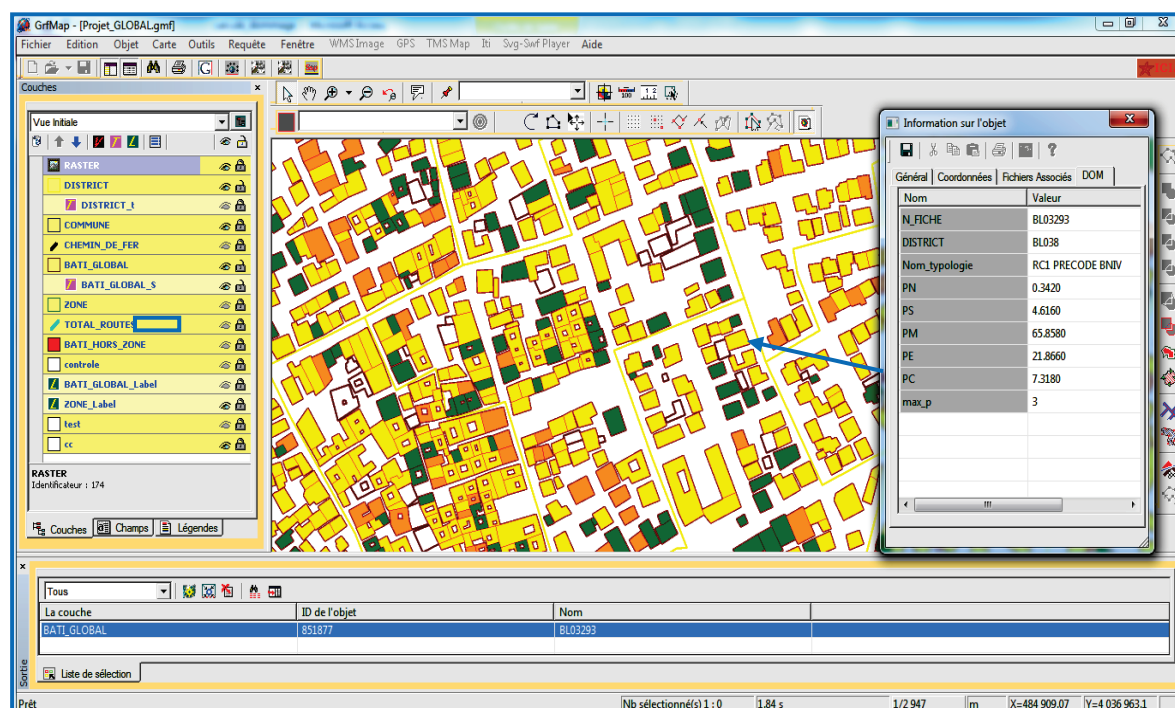 GrfMap - [Projet_GLOBAL.gmf]
Fichier Edition Objet Carte Outils Requête Fenêtre WMS Image GPS TMS Map Iti Svg-Swf Player Aide
Couches
Vue Initiale
RASTER
DISTRICT
DISTRICT_t
COMMUNE
CHEMIN_DE_FER
BATI_GLOBAL
BATI_GLOBAL_S
ZONE
TOTAL_ROUTES
BATI_HORS_ZONE
controle
BATI_GLOBAL_Label
ZONE_Label
test
cc
RASTER
Identificateur : 174
Couches Champs Légendes
Information sur l'objet
Général Coordonnées Fichiers Associés DOM
Nom Valeur
N_FICHE BL03293
DISTRICT BL038
Nom_typologie RC1 PRECODE BNIV
PN 0.3420
PS 4.6160
PM 65.8580
PE 21.8660
PC 7.3180
max_p 3
Tous
La couche ID de l'objet Nom
BATI_GLOBAL 851877 BL03293
Sortie
Liste de sélection
Prêt Nb sélectionné(s) 1 : 0 1.84 s 1/2 947 m X=484 909.07 Y=4 036 963.1